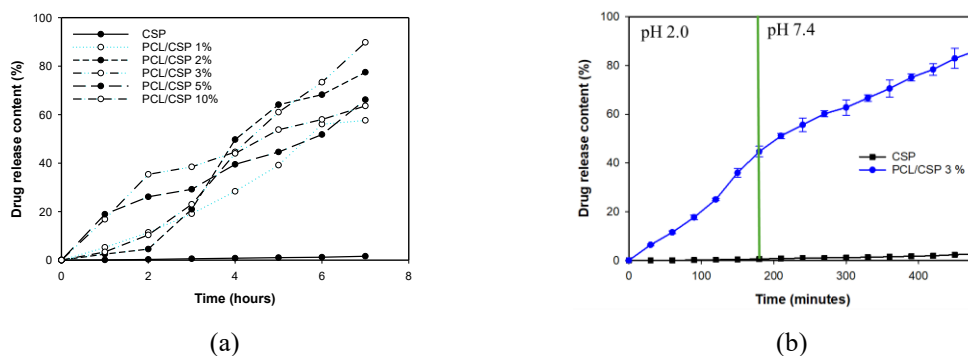 100
80
60
40
20
0
Drug release content (%)
CSP
PCL/CSP 1%
PCL/CSP 2%
PCL/CSP 3%
PCL/CSP 5%
PCL/CSP 10%
0 2 4 6 8
Time (hours)
(a)
100
80
60
40
20
0
Drug release content (%)
pH 2.0 pH 7.4
CSP
PCL/CSP 3 %
0 100 200 300 400
Time (minutes)
(b)